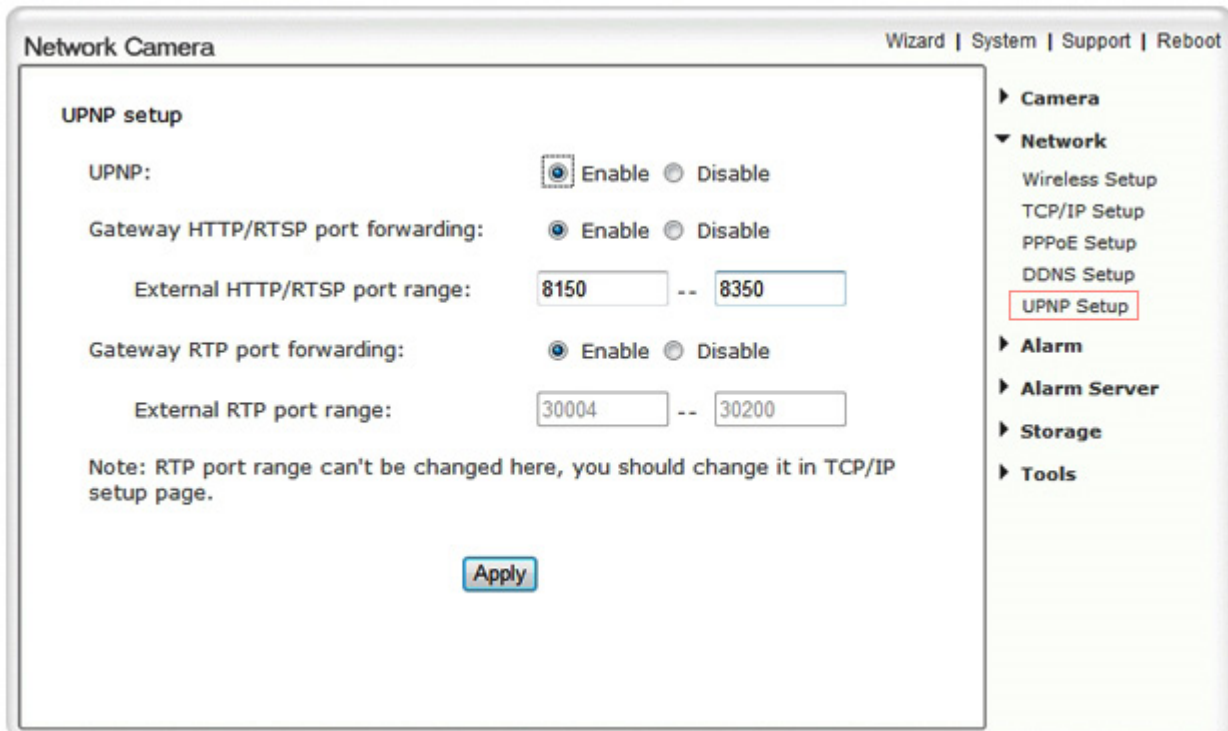 Network Camera
Wizard | System | Support | Reboot
UPNP setup
UPNP: Enable Disable
Gateway HTTP/RTSP port forwarding: Enable Disable
External HTTP/RTSP port range: 8150 -- 8350
Gateway RTP port forwarding: Enable Disable
External RTP port range: 30004 -- 30200
Note: RTP port range can't be changed here, you should change it in TCP/IP
setup page.
Apply
Camera
Network
Wireless Setup
TCP/IP Setup
PPPoE Setup
DDNS Setup
UPNP Setup
Alarm
Alarm Server
Storage
Tools